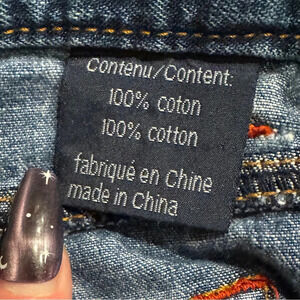 Contenu/Content:
100% coton
100% cotton
fabriqué en Chine
made in China